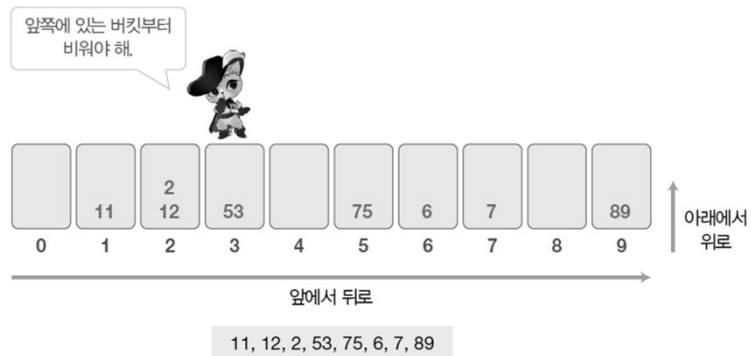 앞쪽에 있는 버킷부터
비워야 해.
2
11 12 53 75 6 7 89
0 1 2 3 4 5 6 7 8 9
아래에서
위로
앞에서 뒤로
11, 12, 2, 53, 75, 6, 7, 89